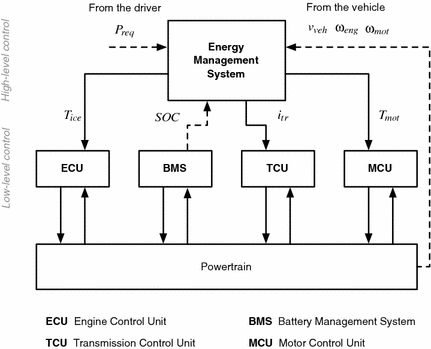 From the driver
From the vehicle
High-level control
P_req
Energy Management System
v_veh ω_eng ω_mot
T_ice
SOC
i_tr
T_mot
Low-level control
ECU
BMS
TCU
MCU
Powertrain
ECU Engine Control Unit
BMS Battery Management System
TCU Transmission Control Unit
MCU Motor Control Unit